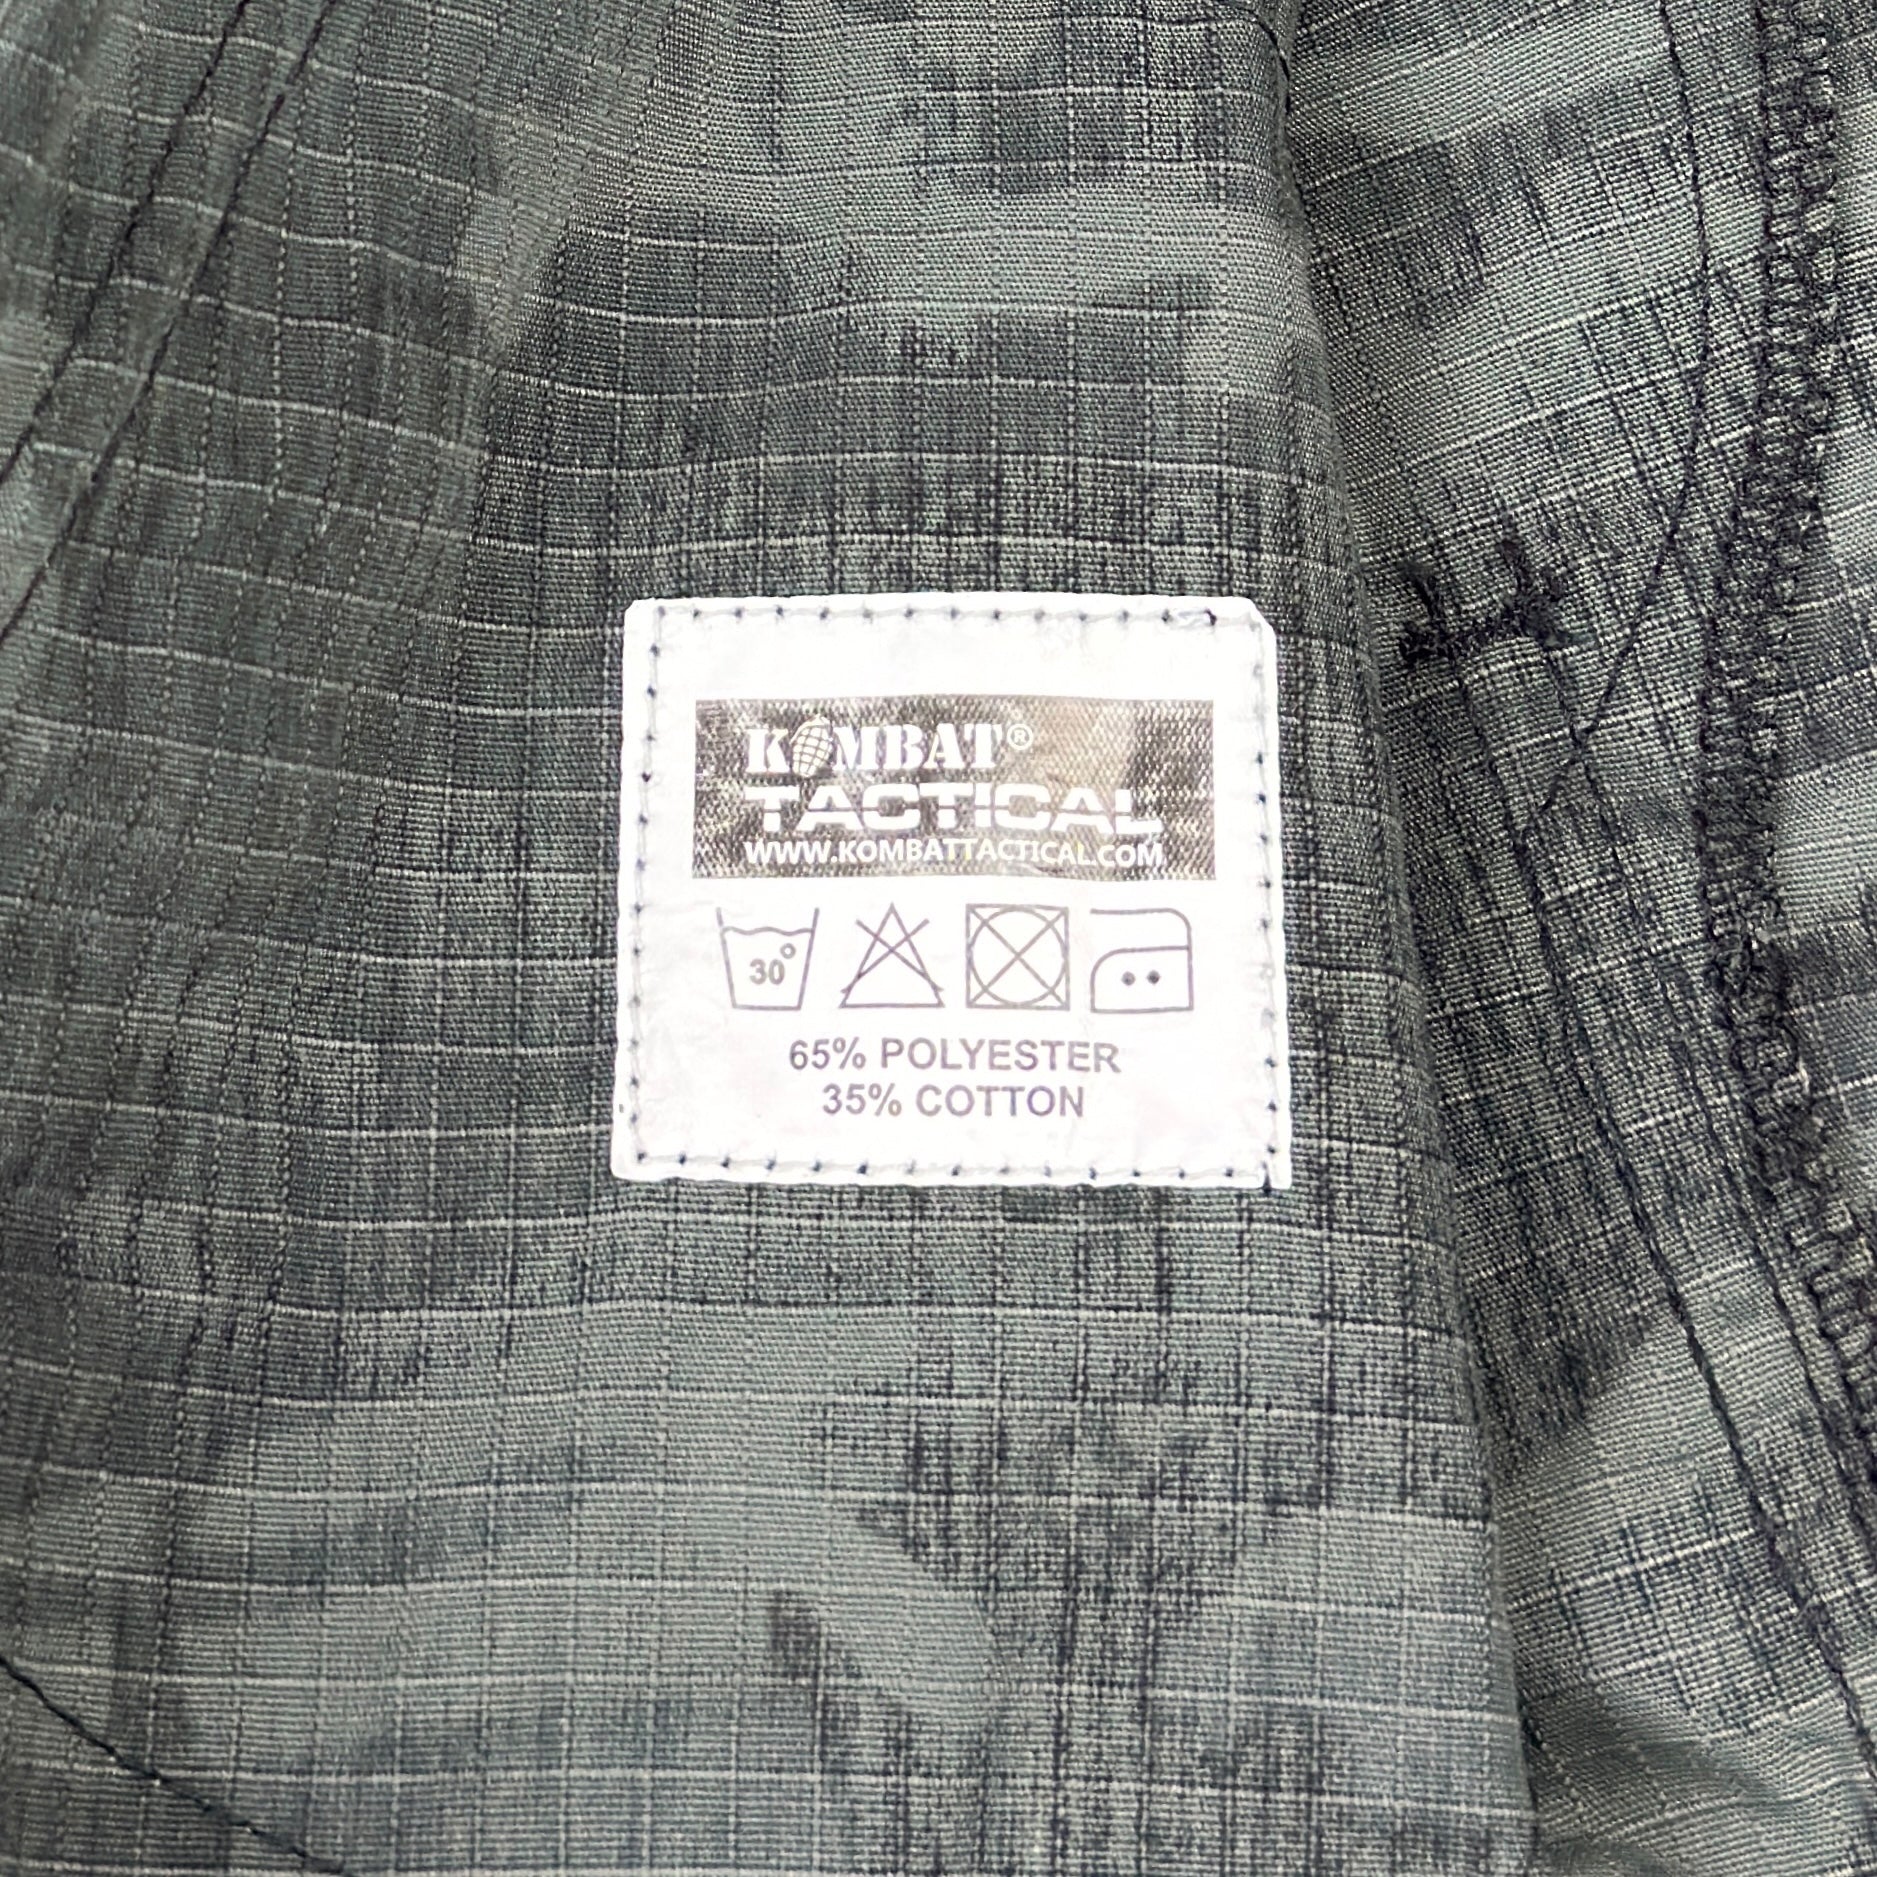 KOMBAT®
TACTICAL
WWW.KOMBATTACTICAL.COM
30°
65% POLYESTER
35% COTTON